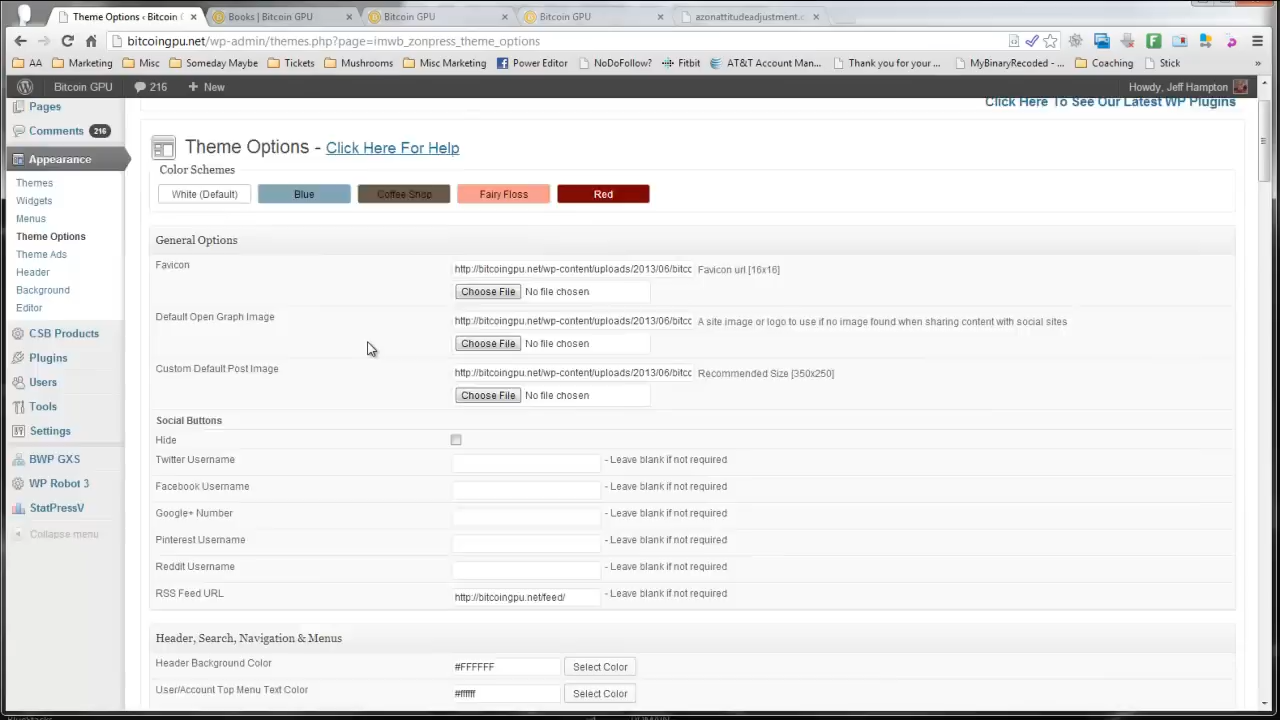 Theme Options ‹ Bitcoin
Books | Bitcoin GPU
Bitcoin GPU
Bitcoin GPU
azonattitudeadjustment.c
bitcoingpu.net/wp-admin/themes.php?page=imwb_zonpress_theme_options
AA
Marketing
Misc
Someday Maybe
Tickets
Mushrooms
Misc Marketing
Power Editor
NoDoFollow?
Fitbit
AT&T Account Man...
Thank you for your ...
MyBinaryRecoded - ...
Coaching
Stick
»
Bitcoin GPU
216
+ New
Howdy, Jeff Hampton
Pages
Comments 216
Appearance
Themes
Widgets
Menus
Theme Options
Theme Ads
Header
Background
Editor
CSB Products
Plugins
Users
Tools
Settings
BWP GXS
WP Robot 3
StatPressV
Collapse menu
Click Here To See Our Latest WP Plugins
Theme Options - Click Here For Help
Color Schemes
White (Default)
Blue
Coffee Shop
Fairy Floss
Red
General Options
Favicon
http://bitcoingpu.net/wp-content/uploads/2013/06/bitcc
Favicon url [16x16]
Choose File No file chosen
Default Open Graph Image
http://bitcoingpu.net/wp-content/uploads/2013/06/bitcc
A site image or logo to use if no image found when sharing content with social sites
Choose File No file chosen
Custom Default Post Image
http://bitcoingpu.net/wp-content/uploads/2013/06/bitcc
Recommended Size [350x250]
Choose File No file chosen
Social Buttons
Hide
Twitter Username
- Leave blank if not required
Facebook Username
- Leave blank if not required
Google+ Number
- Leave blank if not required
Pinterest Username
- Leave blank if not required
Reddit Username
- Leave blank if not required
RSS Feed URL
http://bitcoingpu.net/feed/
- Leave blank if not required
Header, Search, Navigation & Menus
Header Background Color
#FFFFFF
Select Color
User/Account Top Menu Text Color
#ffffff
Select Color